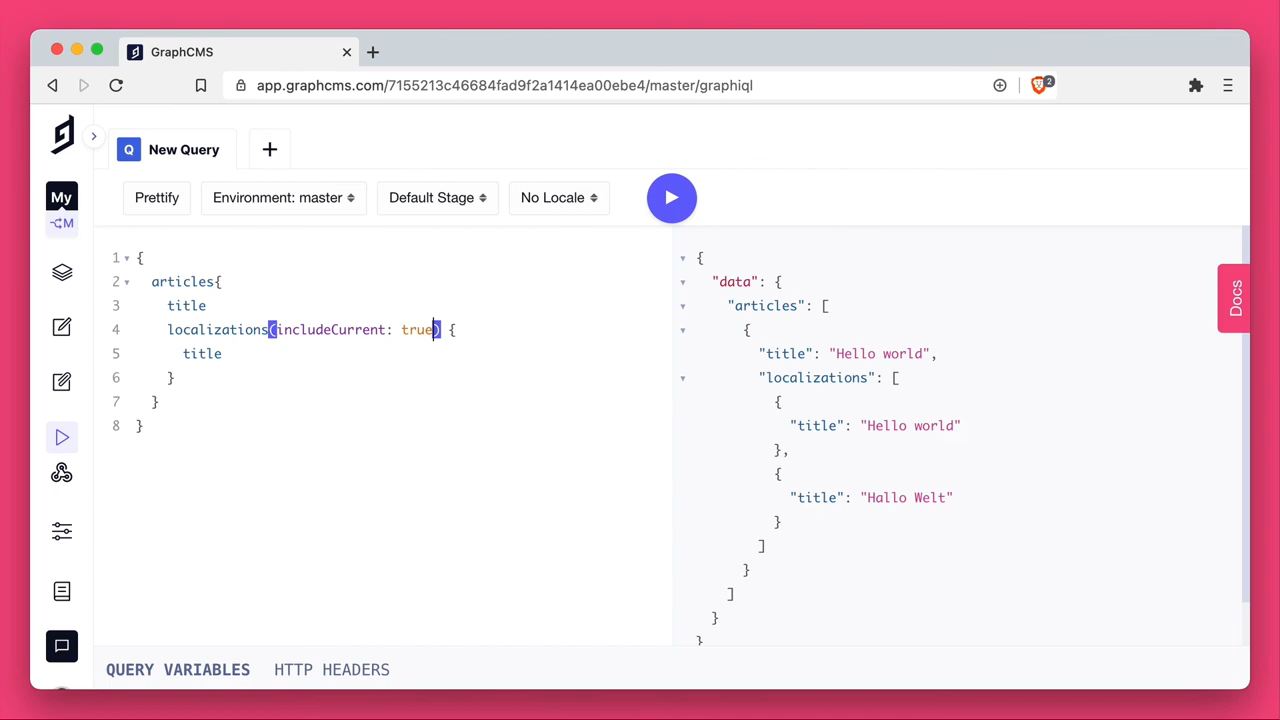 GraphCMS
app.graphcms.com/7155213c46684fad9f2a1414ea00ebe4/master/graphiql
2
My
M
Q New Query
Prettify Environment: master Default Stage No Locale
1 {
2 articles{
3 title
4 localizations(includeCurrent: true) {
5 title
6 }
7 }
8 }
{
"data": {
"articles": [
{
"title": "Hello world",
"localizations": [
{
"title": "Hello world"
},
{
"title": "Hallo Welt"
}
]
}
]
}
}
Docs
QUERY VARIABLES HTTP HEADERS